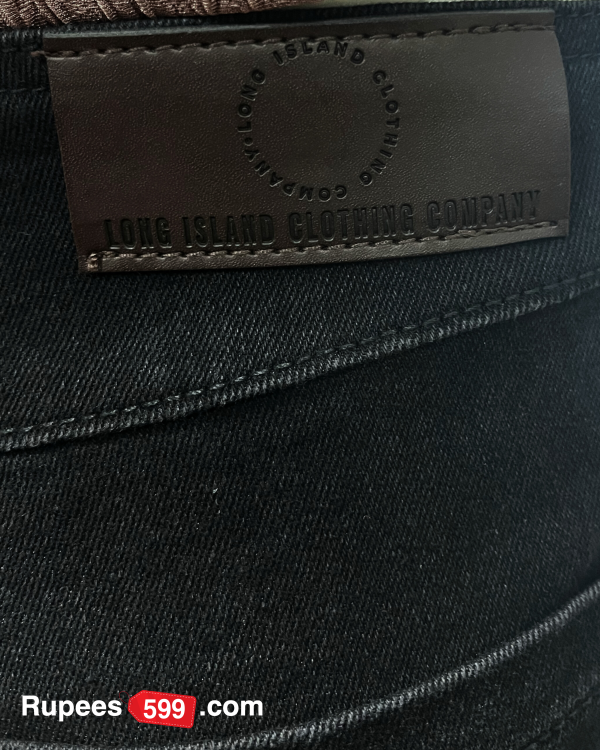 LONG ISLAND CLOTHING COMPANY·
LONG ISLAND CLOTHING COMPANY
Rupees 599 .com